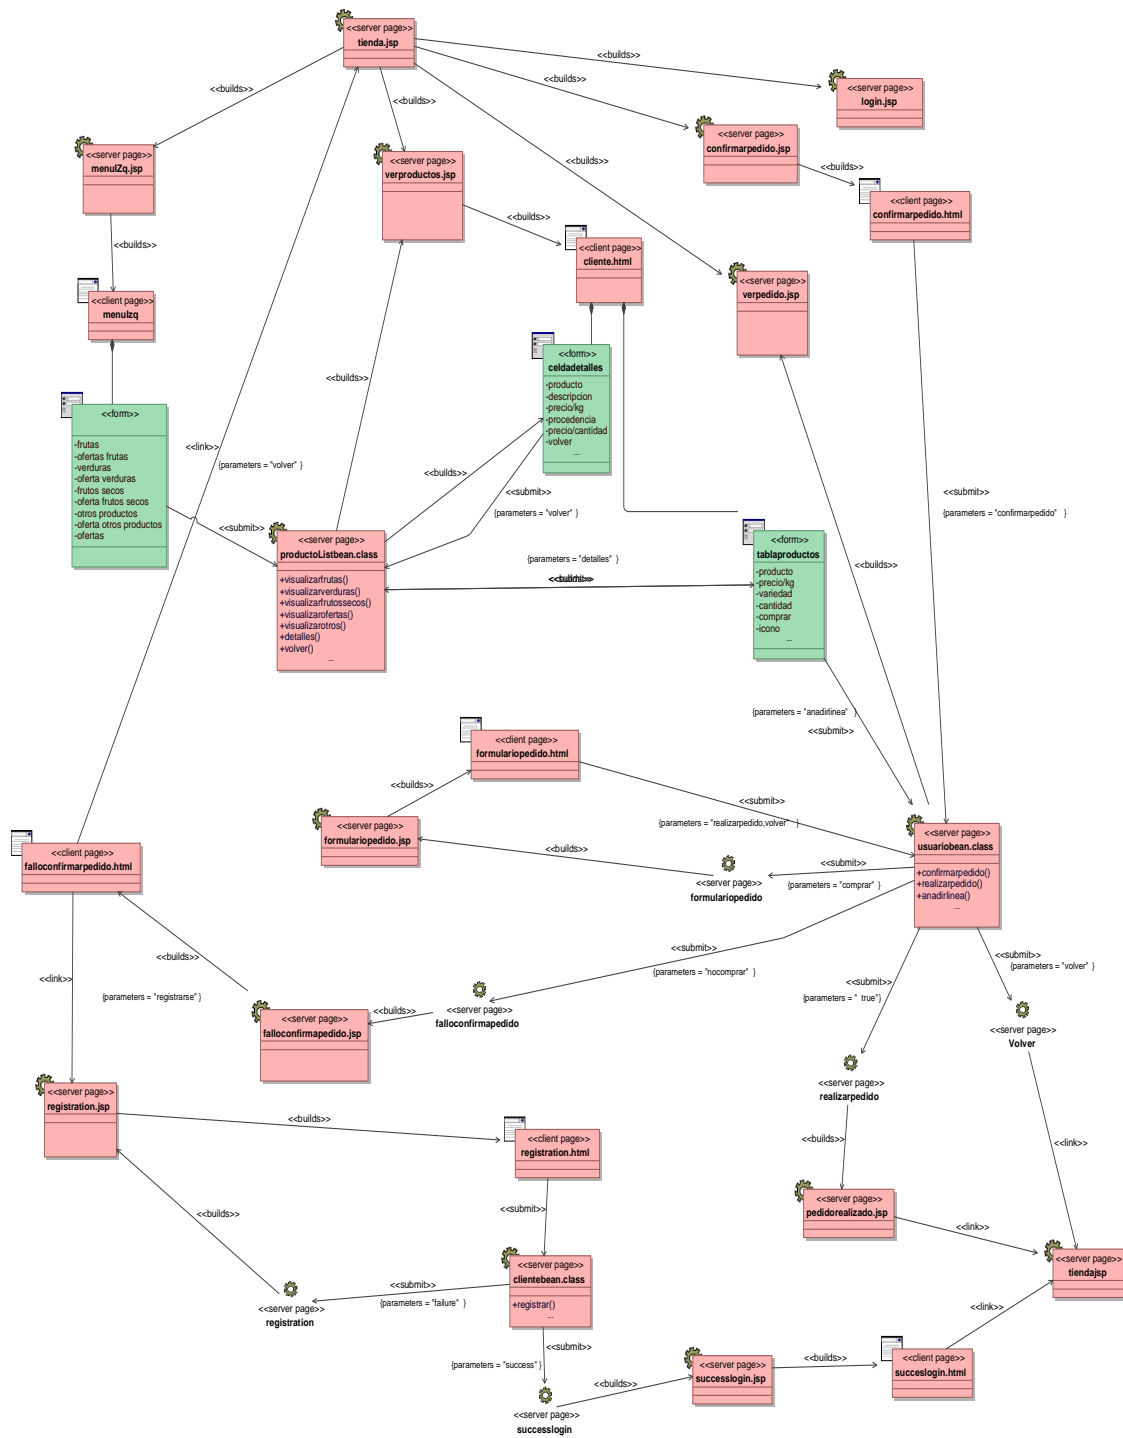 <<server page>>
tienda.jsp
<<builds>>
<<builds>>
<<builds>>
<<builds>>
<<builds>>
<<server page>>
login.jsp
<<server page>>
confirmarpedido.jsp
<<server page>>
menuIZq.jsp
<<server page>>
verproductos.jsp
<<builds>>
<<client page>>
confirmarpedido.html
<<builds>>
<<builds>>
<<client page>>
cliente.html
<<server page>>
verpedido.jsp
<<client page>>
menuIzq
<<form>>
celdadetalles
-producto
-descripcion
-precio/kg
-procedencia
-precio/cantidad
-volver
...
<<builds>>
<<form>>
-frutas
-ofertas frutas
-verduras
-oferta verduras
-frutos secos
-oferta frutos secos
-otros productos
-oferta otros productos
-ofertas
<<link>>
{parameters = "volver" }
<<builds>>
<<submit>>
{parameters = "volver" }
<<submit>>
<<submit>>
{parameters = "confirmarpedido" }
<<server page>>
productoListbean.class
+visualizarfrutas()
+visualizarverduras()
+visualizarfrutossecos()
+visualizarofertas()
+visualizarotros()
+detalles()
+volver()
...
{parameters = "detalles" }
<<form>>
tablaproductos
-producto
-precio/kg
-variedad
-cantidad
-comprar
-icono
...
<<builds>>
{parameters = "anadirlinea" }
<<submit>>
<<client page>>
formulariopedido.html
<<builds>>
<<submit>>
{parameters = "realizarpedido,volver" }
<<server page>>
formulariopedido.jsp
<<builds>>
<<server page>>
usuariobean.class
+confirmarpedido()
+realizarpedido()
+anadirlinea()
...
<<submit>>
{parameters = "comprar" }
<<server page>>
formulariopedido
<<client page>>
falloconfirmarpedido.html
<<submit>>
{parameters = "nocomprar" }
<<submit>>
{parameters = "volver" }
<<submit>>
{parameters = " true"}
<<builds>>
<<link>>
{parameters = "registrarse" }
<<server page>>
falloconfirmapedido.jsp
<<builds>>
<<server page>>
falloconfirmapedido
<<server page>>
Volver
<<server page>>
realizarpedido
<<server page>>
registration.jsp
<<builds>>
<<client page>>
registration.html
<<builds>>
<<link>>
<<server page>>
pedidorealizado.jsp
<<link>>
<<builds>>
<<submit>>
<<server page>>
clientebean.class
+registrar()
...
<<server page>>
tiendajsp
<<submit>>
{parameters = "failure" }
<<server page>>
registration
<<link>>
<<submit>>
{parameters = "success" }
<<server page>>
successlogin
<<builds>>
<<server page>>
successlogin.jsp
<<builds>>
<<client page>>
succeslogin.html